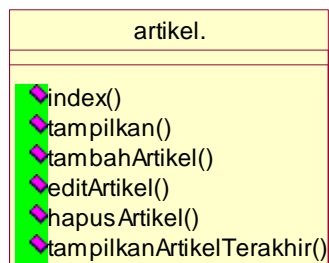 artikel.
index()
tampilkan()
tambahArtikel()
editArtikel()
hapusArtikel()
tampilkanArtikelTerakhir()